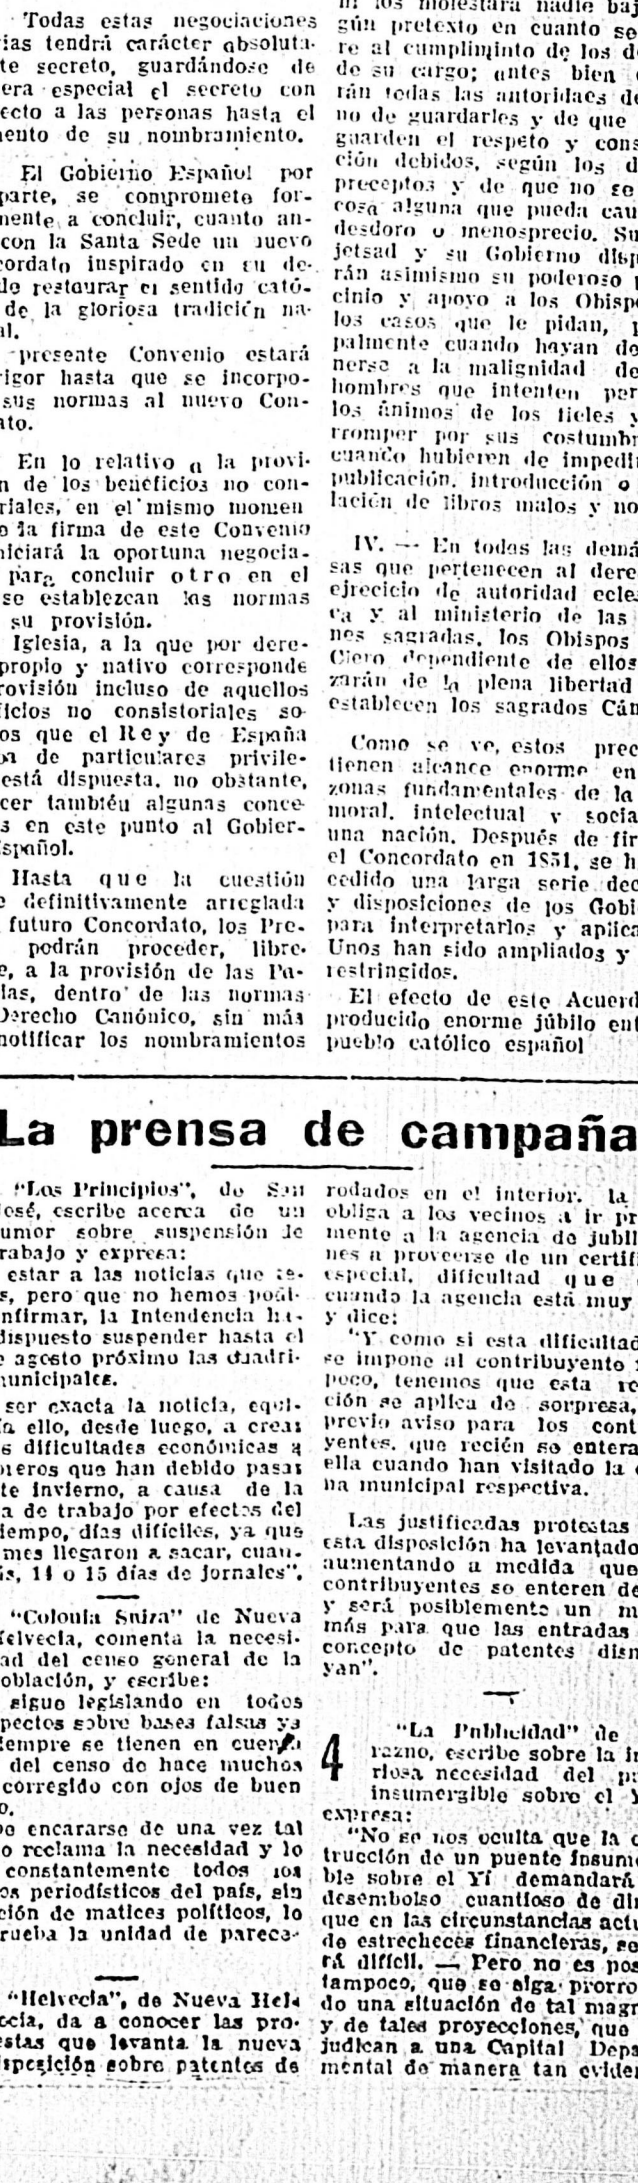 Todas estas negociaciones
rias tendrá carácter absoluta-
te secreto, guardándose de
era especial el secreto con
ecto a las personas hasta el
mento de su nombramiento.
El Gobierno Español por
parte, se compromete for-
mente a concluir, cuanto an-
con la Santa Sede un nuevo
cordato inspirado en su de-
de restaurar el sentido cató-
de la gloriosa tradición na-
al.
presente Convenio estará
vigor hasta que se incorpo-
sus normas al nuevo Con-
ato.
En lo relativo a la provi-
n de los beneficios no con-
riales, en el mismo momen
o la firma de este Convenio
niciará la oportuna negocia-
para concluir otro en el
se establezcan las normas
su provisión.
Iglesia, a la que por dere-
propio y nativo corresponde
rovisión incluso de aquellos
ficios no consistoriales so-
os que el Rey de España
ba de particulares privile-
está dispuesta, no obstante,
cer también algunas conce-
s en este punto al Gobier-
Español.
Hasta que la cuestión
e definitivamente arreglada
futuro Concordato, los Pre-
podrán proceder, libre-
e, a la provisión de las Pa-
las, dentro de las normas
Derecho Canónico, sin más
notificar los nombramientos
ni los molestará nadie baj
gún pretexto en cuanto se
re al cumplimiinto de los d
de su cargo; antes bien
rán todas las autoridaes d
no de guardarles y de que
guarden el respeto y cons
ción debidos, según los d
preceptos y de que no se
cosa alguna que pueda cau
desdoro o menosprecio. Su
jetsad y su Gobierno disp
rán asimismo su poderoso p
cinio y apoyo a los Obisp
los casos que le pidan, p
palmente cuando hayan de
nerse a la malignidad de
hombres que intenten per
los ánimos de los fieles y
rromper por sus costumbr
cuando hubieren de impedir
publicación, introducción o
lación de libros malos y no
IV. — En todas las demá
sas que pertenecen al dere
ejrecicio de autoridad ecle
ca y al ministerio de las
nes sagradas, los Obispos
Clero dependiente de ellos
zarán de la plena libertad
establecen los sagrados Cán
Como se ve, estos prec
tienen alcance enorme en
zonas fundamentales de la
moral, intelectual y socia
una nación. Después de fir
el Concordato en 1851, se h
cedido una larga serie dec
y disposiciones de los Gobi
para interpretarlos y aplica
Unos han sido ampliados y
restringidos.
El efecto de este Acuerd
producido enorme júbilo ent
pueblo católico español
La prensa de campaña
"Los Principios", de San
José, escribe acerca de un
umor sobre suspensión de
rabajo y expresa:
estar a las noticias que te-
s, pero que no hemos podi-
nfirmar, la Intendencia ha-
dispuesto suspender hasta el
e agosto próximo las cuadri-
municipales.
ser exacta la noticia, equi-
ía ello, desde luego, a crear
s dificultades económicas a
neros que han debido pasar
te invierno, a causa de la
a de trabajo por efectos del
iempo, días difíciles, ya que
mes llegaron a sacar, cuan-
s, 14 o 15 días de jornales".
"Colonia Suiza" de Nueva
elvecia, comenta la necesi-
ad del censo general de la
oblación, y escribe:
sigue legislando en todos
pectos sobre bases falsas ya
iempre se tienen en cuenta
del censo de hace muchos
corregido con ojos de buen
o.
be encararse de una vez tal
o reclama la necesidad y lo
constantemente todos los
os periodísticos del país, sin
ción de matices políticos, lo
rueba la unidad de parece-
"Helvecia", de Nueva Hel-
ecia, da a conocer las pro-
estas que levanta la nueva
isposición sobre patentes de
rodados en el interior. la
obliga a los vecinos a ir pr
mente a la agencia de jubil
nes a proveerse de un certifi
especial, dificultad que
cuando la agencia está muy
y dice:
"Y como si esta dificultad
se impone al contribuyento
poco, tenemos que esta re
ción se aplica de sorpresa,
previo aviso para los cont
yentes, que recién se entera
ella cuando han visitado la
na municipal respectiva.
Las justificadas protestas
esta disposición ha levantado
aumentando a medida que
contribuyentes so enteren de
y será posiblemente un m
más para que las entradas
concepto de patentes dism
yan".
4
"La Publicidad" de
razno, escribe sobre la i
riosa necesidad del p
insumergible sobre el Y
expresa:
"No se nos oculta que la c
trucción de un puente insume
ble sobre el Yí demandará
desembolso cuantioso de di
que en las circunstancias actu
de estrecheces financieras, se
rá difícil. — Pero no es pos
tampoco, que se siga prorro
do una situación de tal magn
y de tales proyecciones, que
judican a una Capital Depa
mental de manera tan eviden